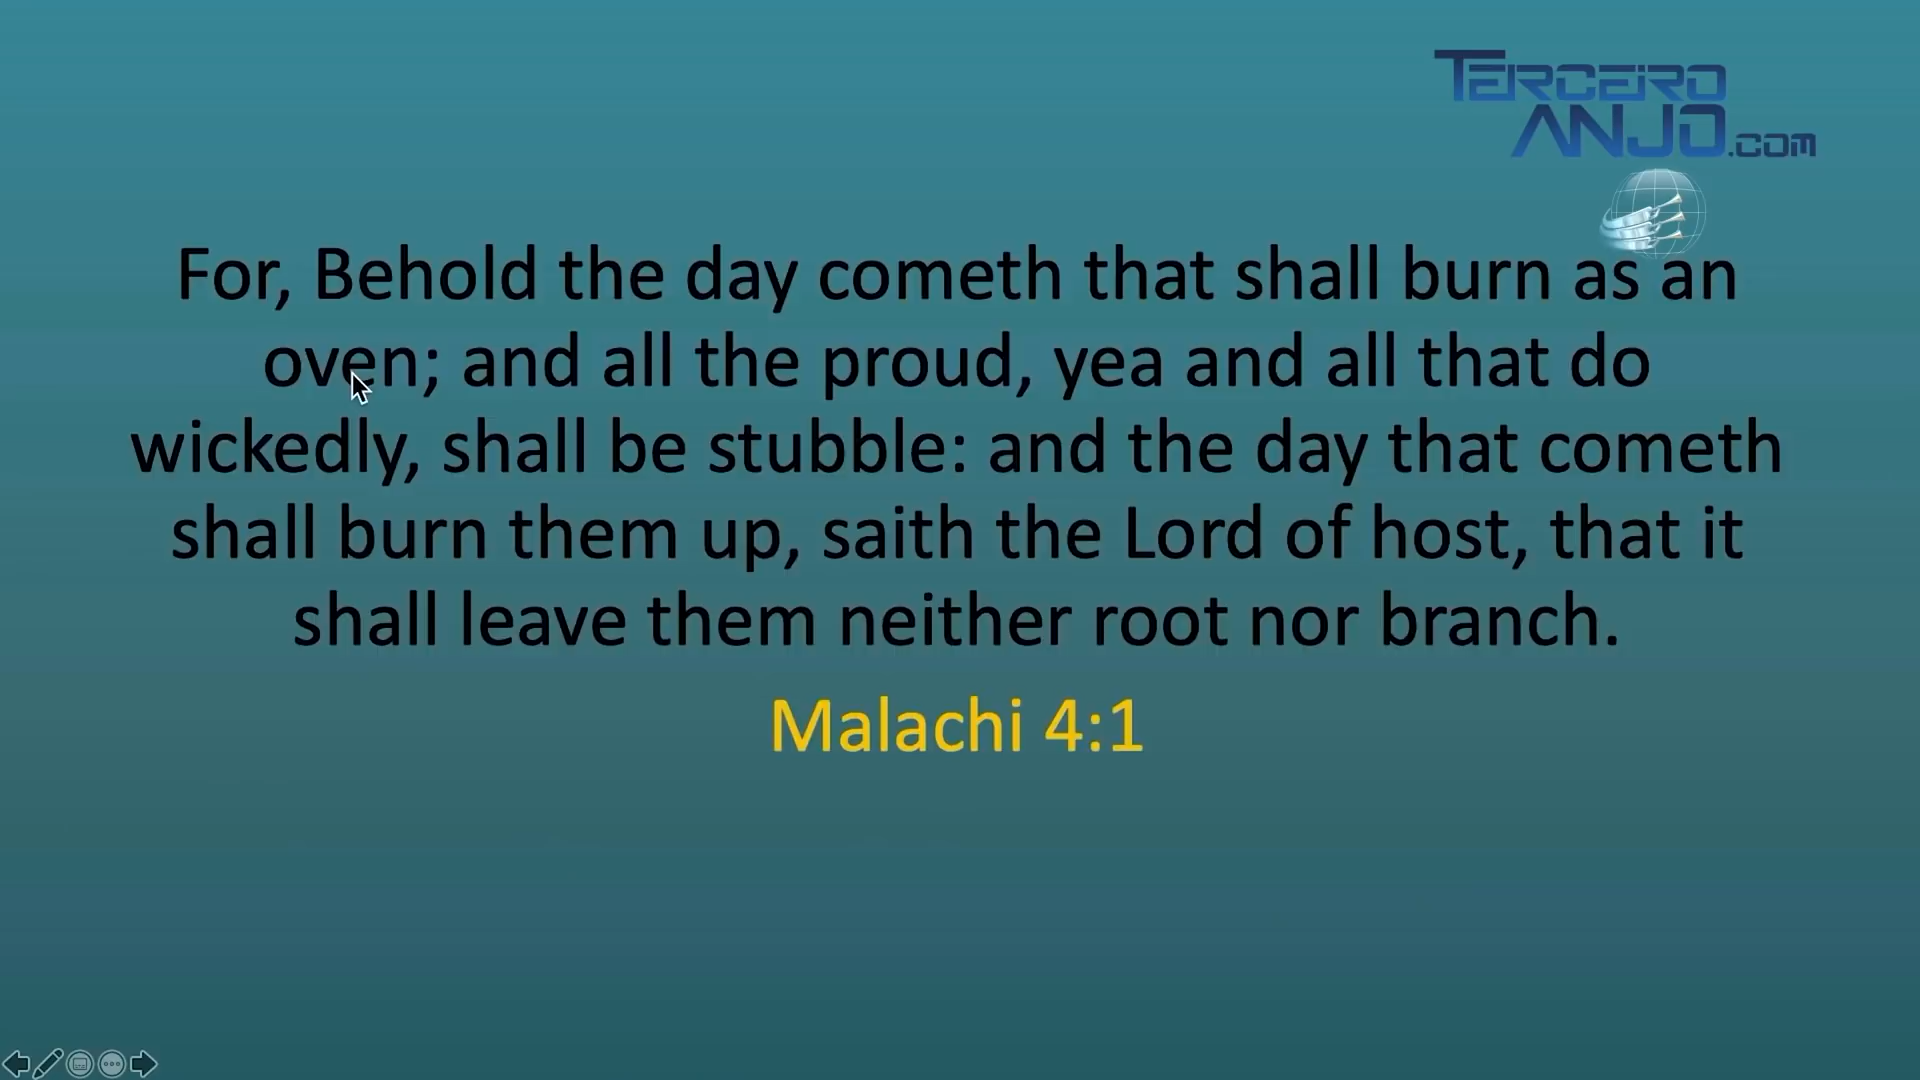 TERCEIRO
ANJO.COM
For, Behold the day cometh that shall burn as an
oven; and all the proud, yea and all that do
wickedly, shall be stubble: and the day that cometh
shall burn them up, saith the Lord of host, that it
shall leave them neither root nor branch.
Malachi 4:1